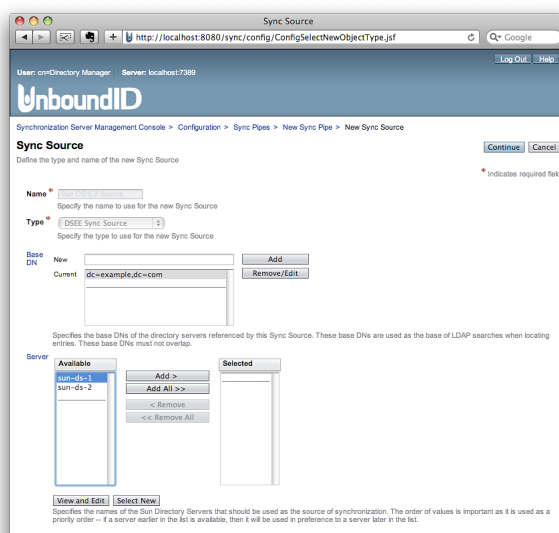 Sync Source
http://localhost:8080/sync/config/ConfigSelectNewObjectType.jsf
Google
Log Out Help
User: cn=Directory Manager Server: localhost:7389
UnboundID
Synchronization Server Management Console > Configuration > Sync Pipes > New Sync Pipe > New Sync Source
Sync Source
Continue Cancel
Define the type and name of the new Sync Source
* Indicates required fiel
Name * Sun DS 5.2 Source
Specify the name to use for the new Sync Source
Type * DSEE Sync Source
Specify the type to use for the new Sync Source
Base DN
New Add
Current dc=example,dc=com Remove/Edit
Specifies the base DNs of the directory servers referenced by this Sync Source. These base DNs are used as the base of LDAP searches when locating
entries. These base DNs must not overlap.
Server
Available Selected
sun-ds-1 Add >
sun-ds-2 Add All >>
< Remove
<< Remove All
View and Edit Select New
Specifies the names of the Sun Directory Servers that should be used as the source of synchronization. The order of values is important as it is used as a
priority order -- if a server earlier in the list is available, then it will be used in preference to a server later in the list.